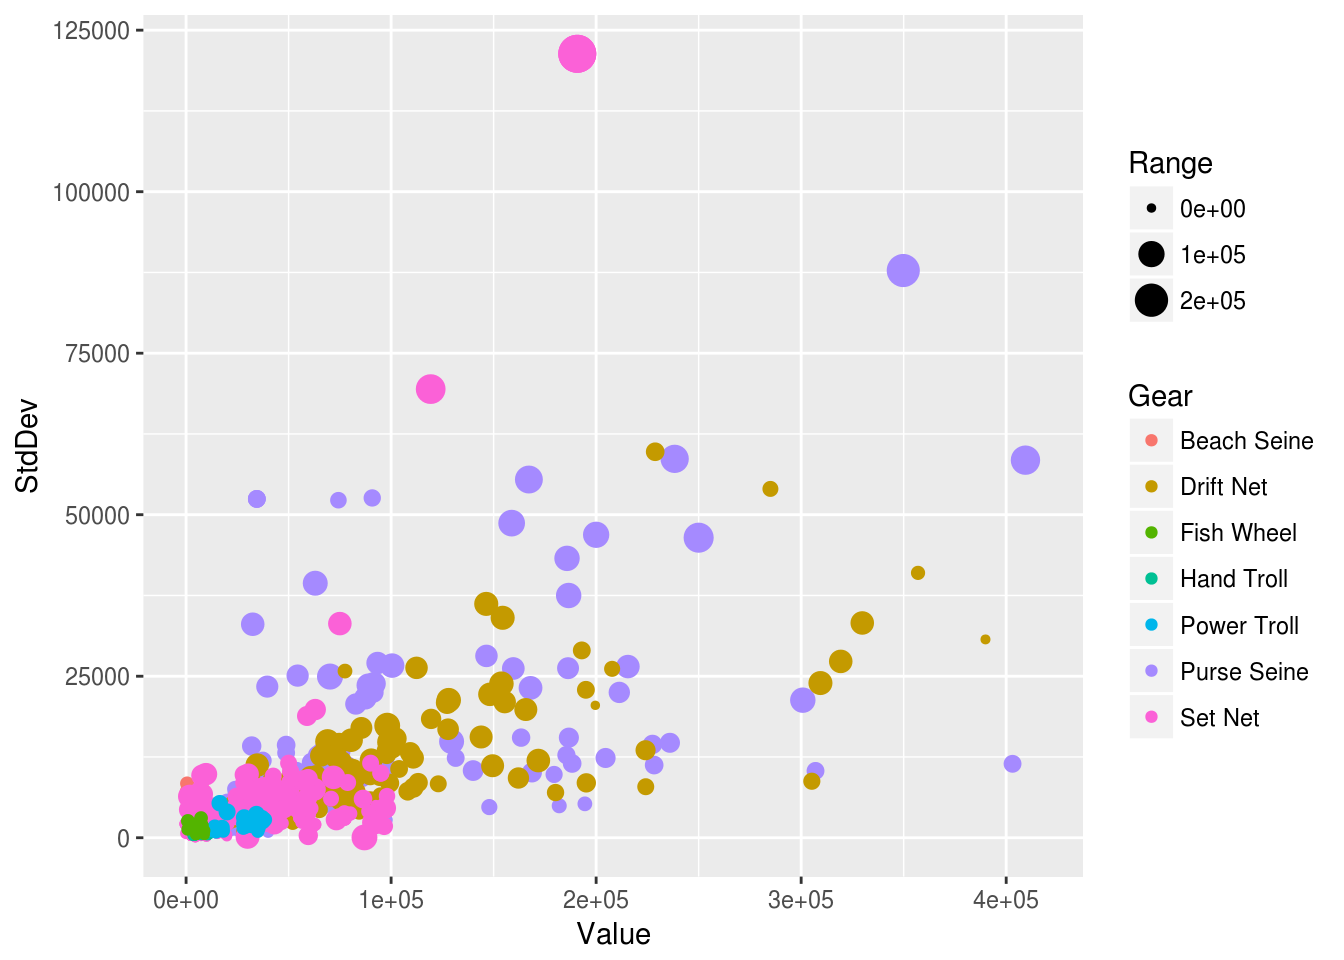 125000
100000
75000
50000
25000
0
StdDev
0e+00 1e+05 2e+05 3e+05 4e+05
Value
Range
0e+00
1e+05
2e+05
Gear
Beach Seine
Drift Net
Fish Wheel
Hand Troll
Power Troll
Purse Seine
Set Net